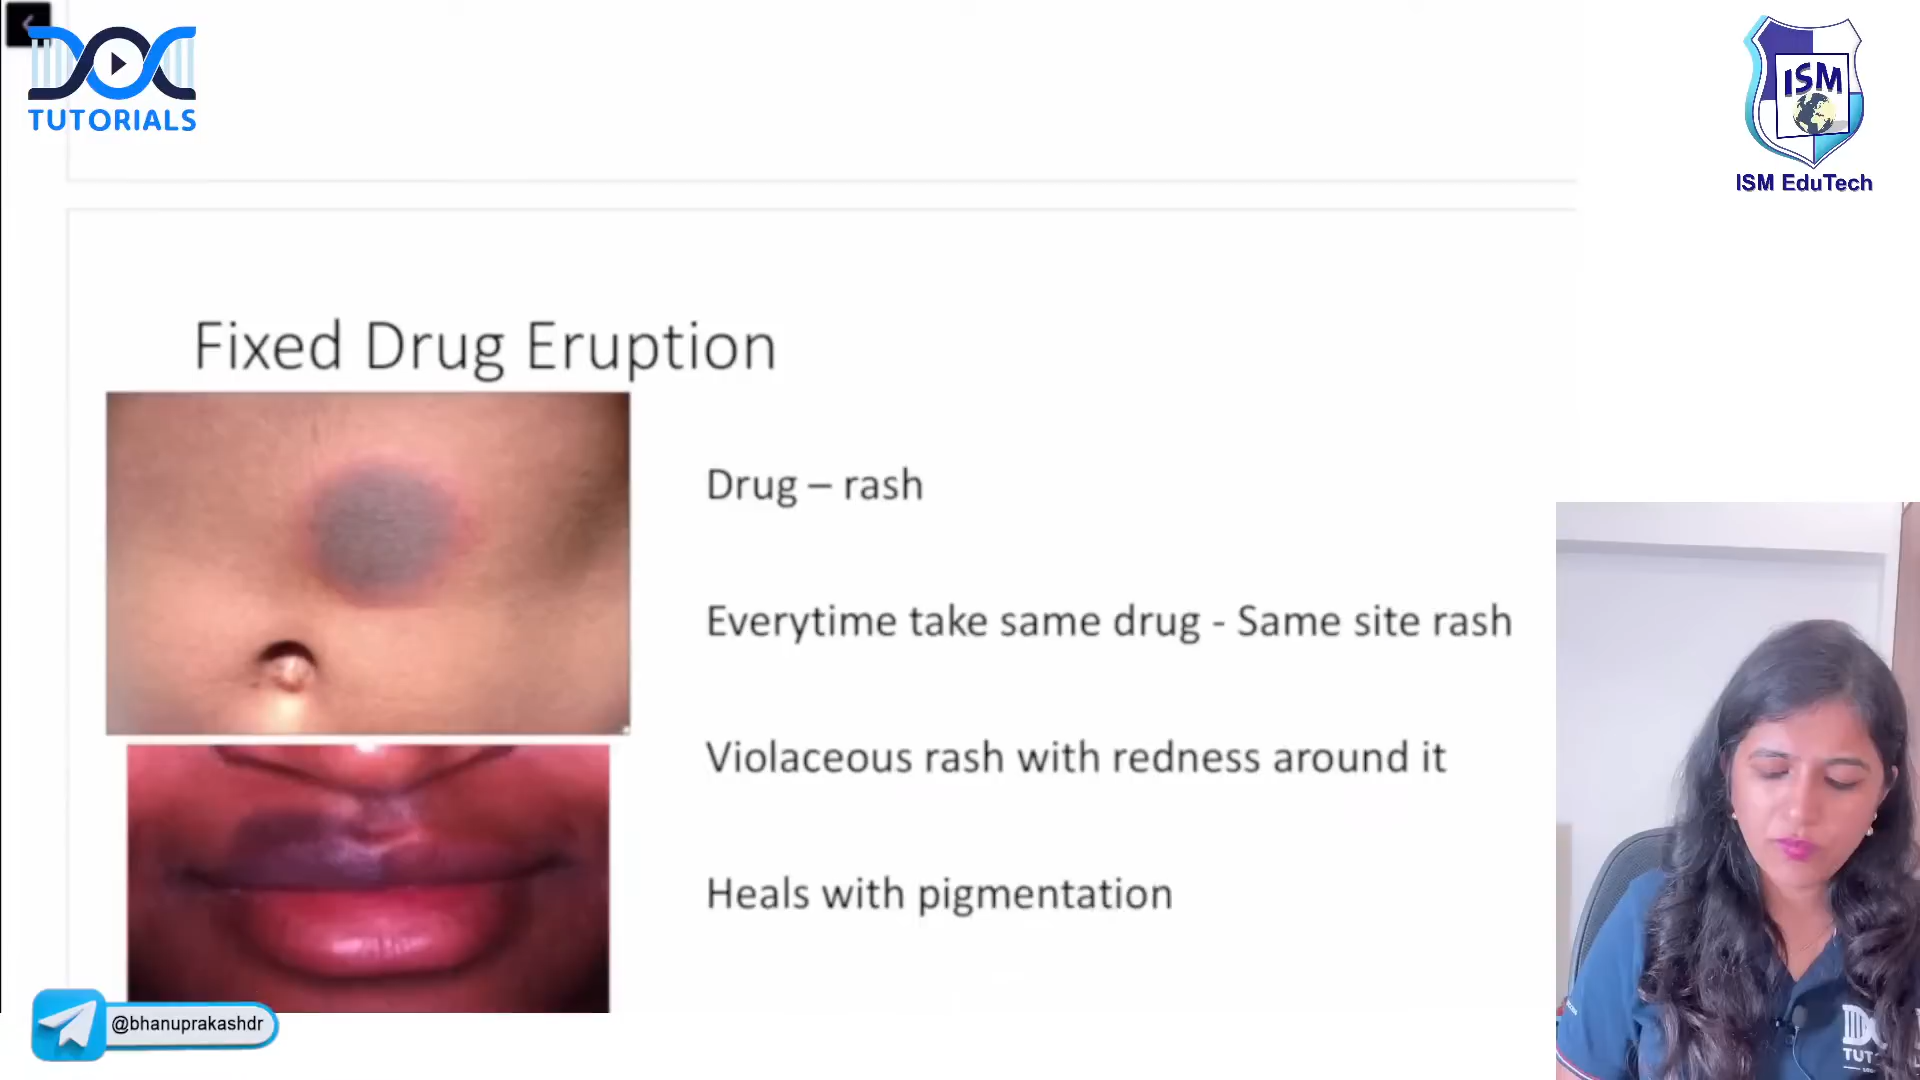 DOC
TUTORIALS
ISM
ISM EduTech
Fixed Drug Eruption
Drug – rash
Everytime take same drug - Same site rash
Violaceous rash with redness around it
Heals with pigmentation
@bhanuprakashdr